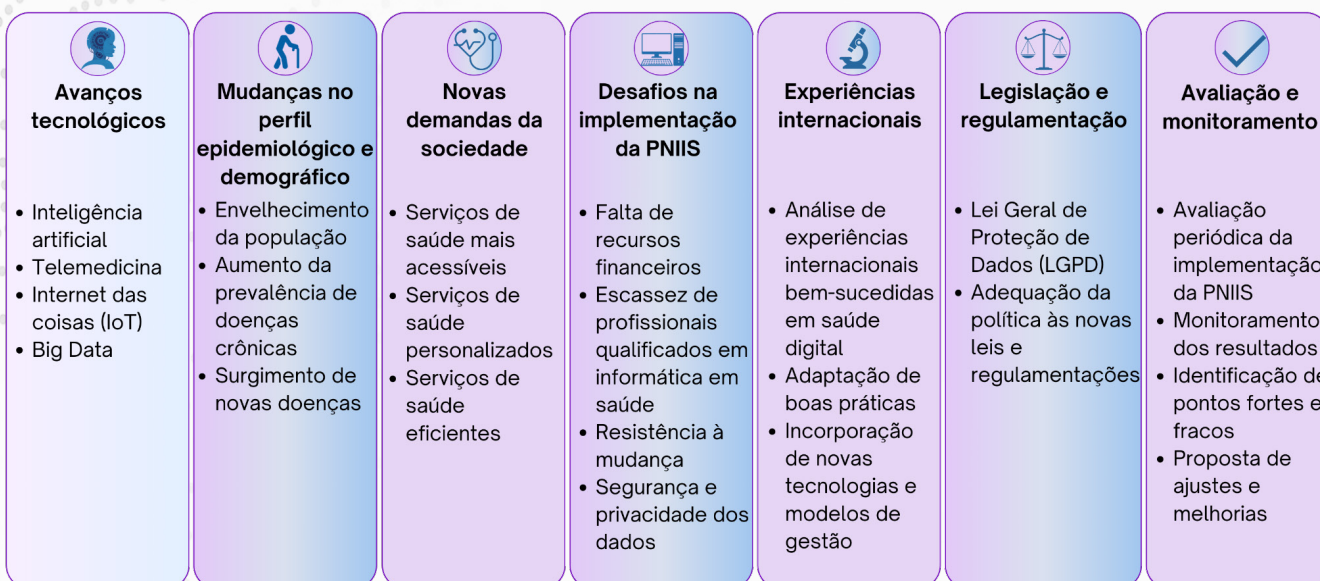 Avanços
tecnológicos
• Inteligência
artificial
• Telemedicina
• Internet das
coisas (IoT)
• Big Data
Mudanças no
perfil
epidemiológico e
demográfico
• Envelhecimento
da população
• Aumento da
prevalência de
doenças
crônicas
• Surgimento de
novas doenças
Novas
demandas da
sociedade
• Serviços de
saúde mais
acessíveis
• Serviços de
saúde
personalizados
• Serviços de
saúde
eficientes
Desafios na
implementação
da PNIIS
• Falta de
recursos
financeiros
• Escassez de
profissionais
qualificados em
informática em
saúde
• Resistência à
mudança
• Segurança e
privacidade dos
dados
Experiências
internacionais
• Análise de
experiências
internacionais
bem-sucedidas
em saúde
digital
• Adaptação de
boas práticas
• Incorporação
de novas
tecnologias e
modelos de
gestão
Legislação e
regulamentação
• Lei Geral de
Proteção de
Dados (LGPD)
• Adequação da
política às novas
leis e
regulamentações
Avaliação e
monitoramento
• Avaliação
periódica da
implementação
da PNIIS
• Monitoramento
dos resultados
• Identificação de
pontos fortes e
fracos
• Proposta de
ajustes e
melhorias